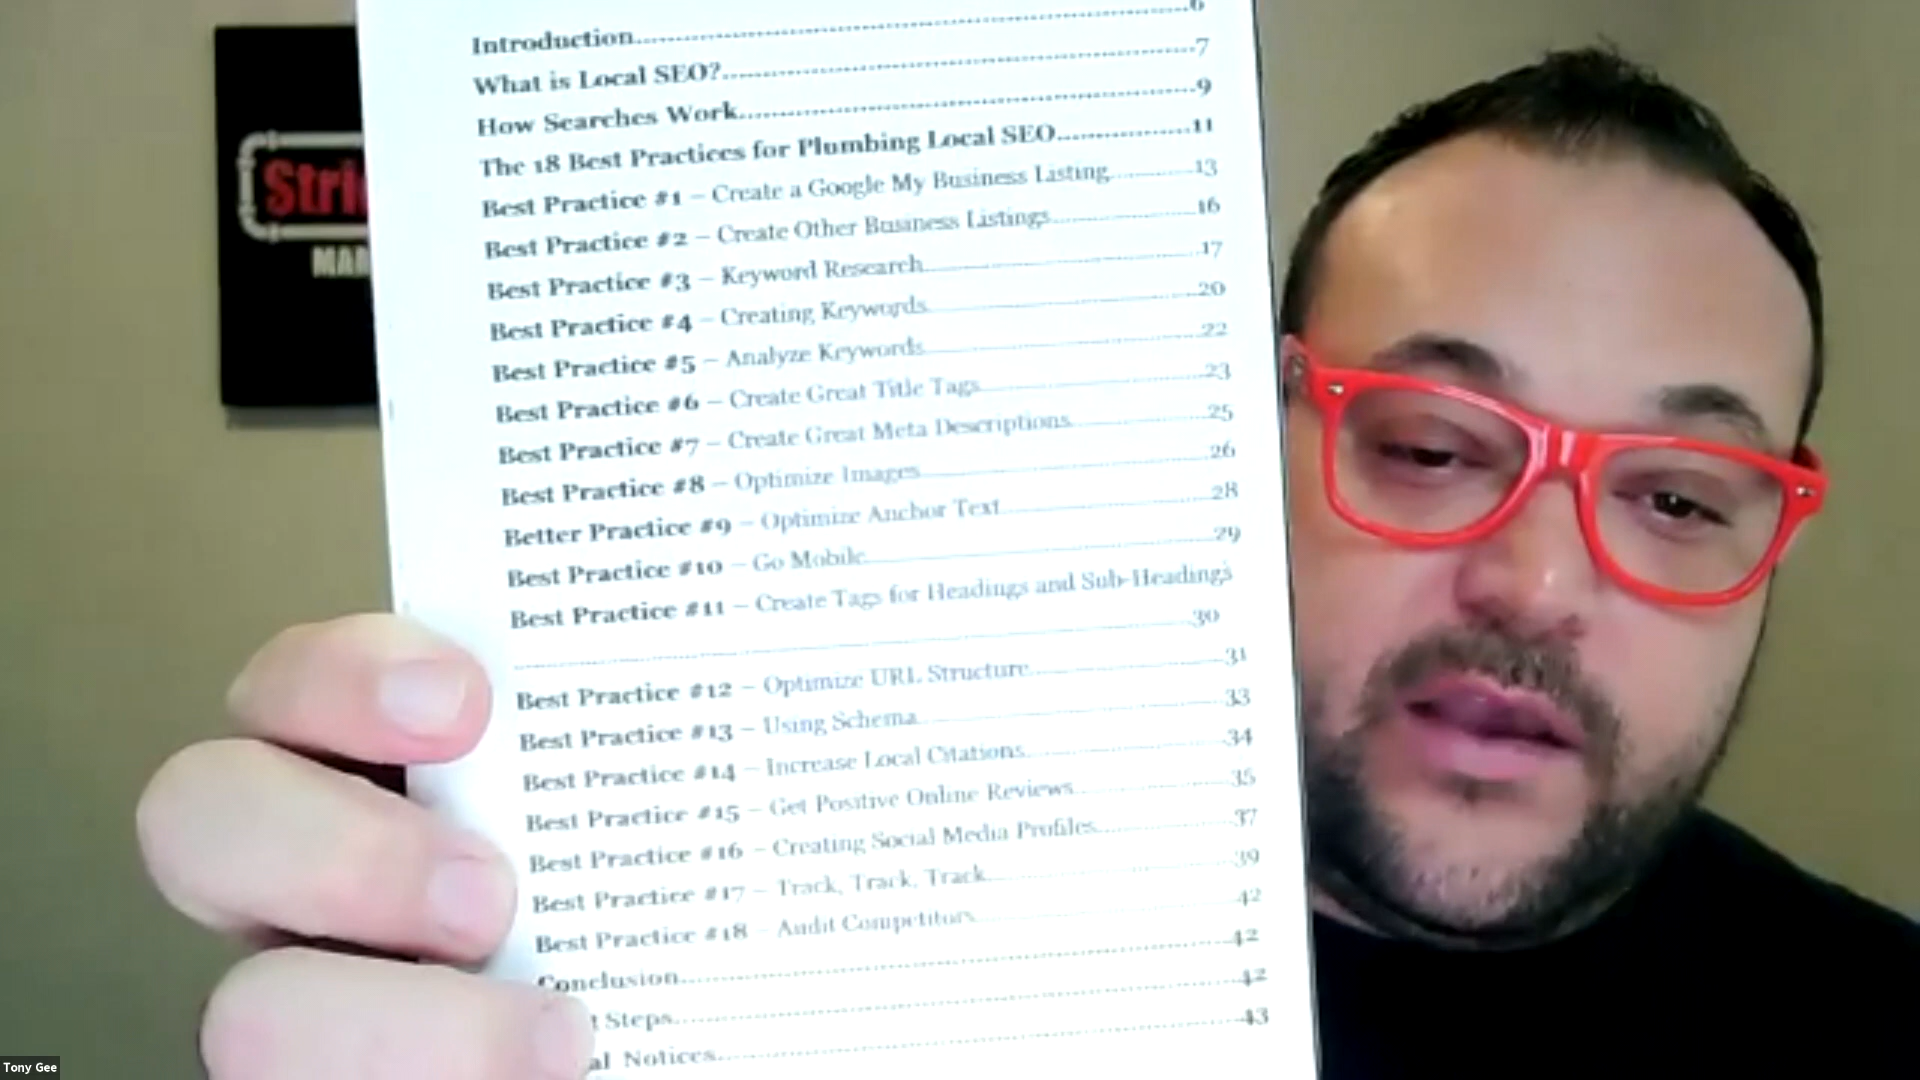 Introduction.....6
What is Local SEO?.....7
How Searches Work.....9
The 18 Best Practices for Plumbing Local SEO.....11
Best Practice #1 – Create a Google My Business Listing.....13
Best Practice #2 – Create Other Business Listings.....16
Best Practice #3 – Keyword Research.....17
Best Practice #4 – Creating Keywords.....20
Best Practice #5 – Analyze Keywords.....22
Best Practice #6 – Create Great Title Tags.....23
Best Practice #7 – Create Great Meta Descriptions.....25
Best Practice #8 – Optimize Images.....26
Better Practice #9 – Optimize Anchor Text.....28
Best Practice #10 – Go Mobile.....29
Best Practice #11 – Create Tags for Headings and Sub-Headings
.....30
Best Practice #12 – Optimize URL Structure.....31
Best Practice #13 – Using Schema.....33
Best Practice #14 – Increase Local Citations.....34
Best Practice #15 – Get Positive Online Reviews.....35
Best Practice #16 – Creating Social Media Profiles.....37
Best Practice #17 – Track, Track, Track.....39
Best Practice #18 – Audit Competitors.....42
Conclusion.....42
t Steps.....42
al Notices.....43
Stri
MAR
Tony Gee